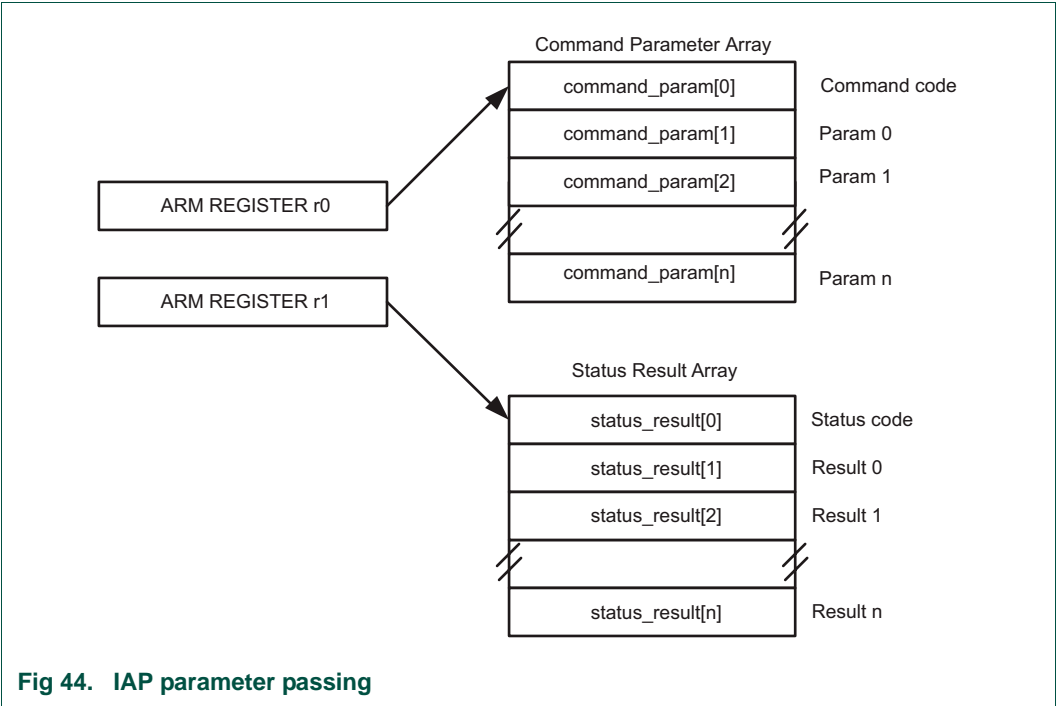 Command Parameter Array
command_param[0] Command code
command_param[1] Param 0
command_param[2] Param 1
ARM REGISTER r0
command_param[n] Param n
ARM REGISTER r1
Status Result Array
status_result[0] Status code
status_result[1] Result 0
status_result[2] Result 1
status_result[n] Result n
Fig 44. IAP parameter passing